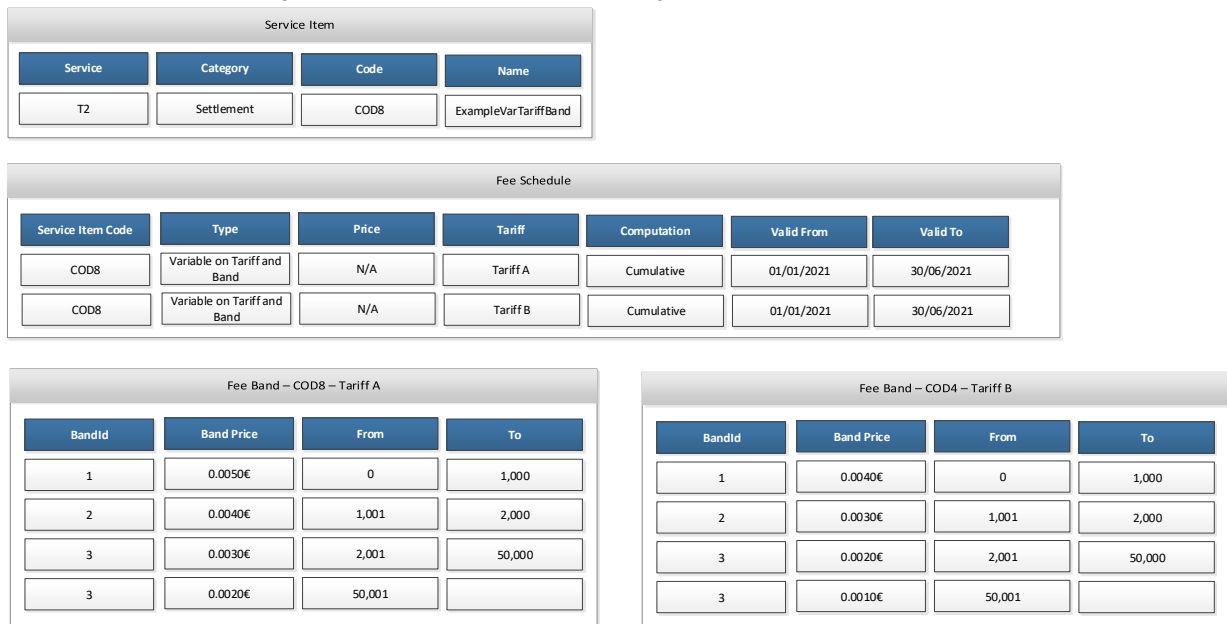 Service Item
Service Category Code Name
T2 Settlement COD8 ExampleVarTariffBand
Fee Schedule
Service Item Code Type Price Tariff Computation Valid From Valid To
COD8 Variable on Tariff and Band N/A Tariff A Cumulative 01/01/2021 30/06/2021
COD8 Variable on Tariff and Band N/A Tariff B Cumulative 01/01/2021 30/06/2021
Fee Band – COD8 – Tariff A
BandId Band Price From To
1 0.0050€ 0 1,000
2 0.0040€ 1,001 2,000
3 0.0030€ 2,001 50,000
3 0.0020€ 50,001
Fee Band – COD4 – Tariff B
BandId Band Price From To
1 0.0040€ 0 1,000
2 0.0030€ 1,001 2,000
3 0.0020€ 2,001 50,000
3 0.0010€ 50,001